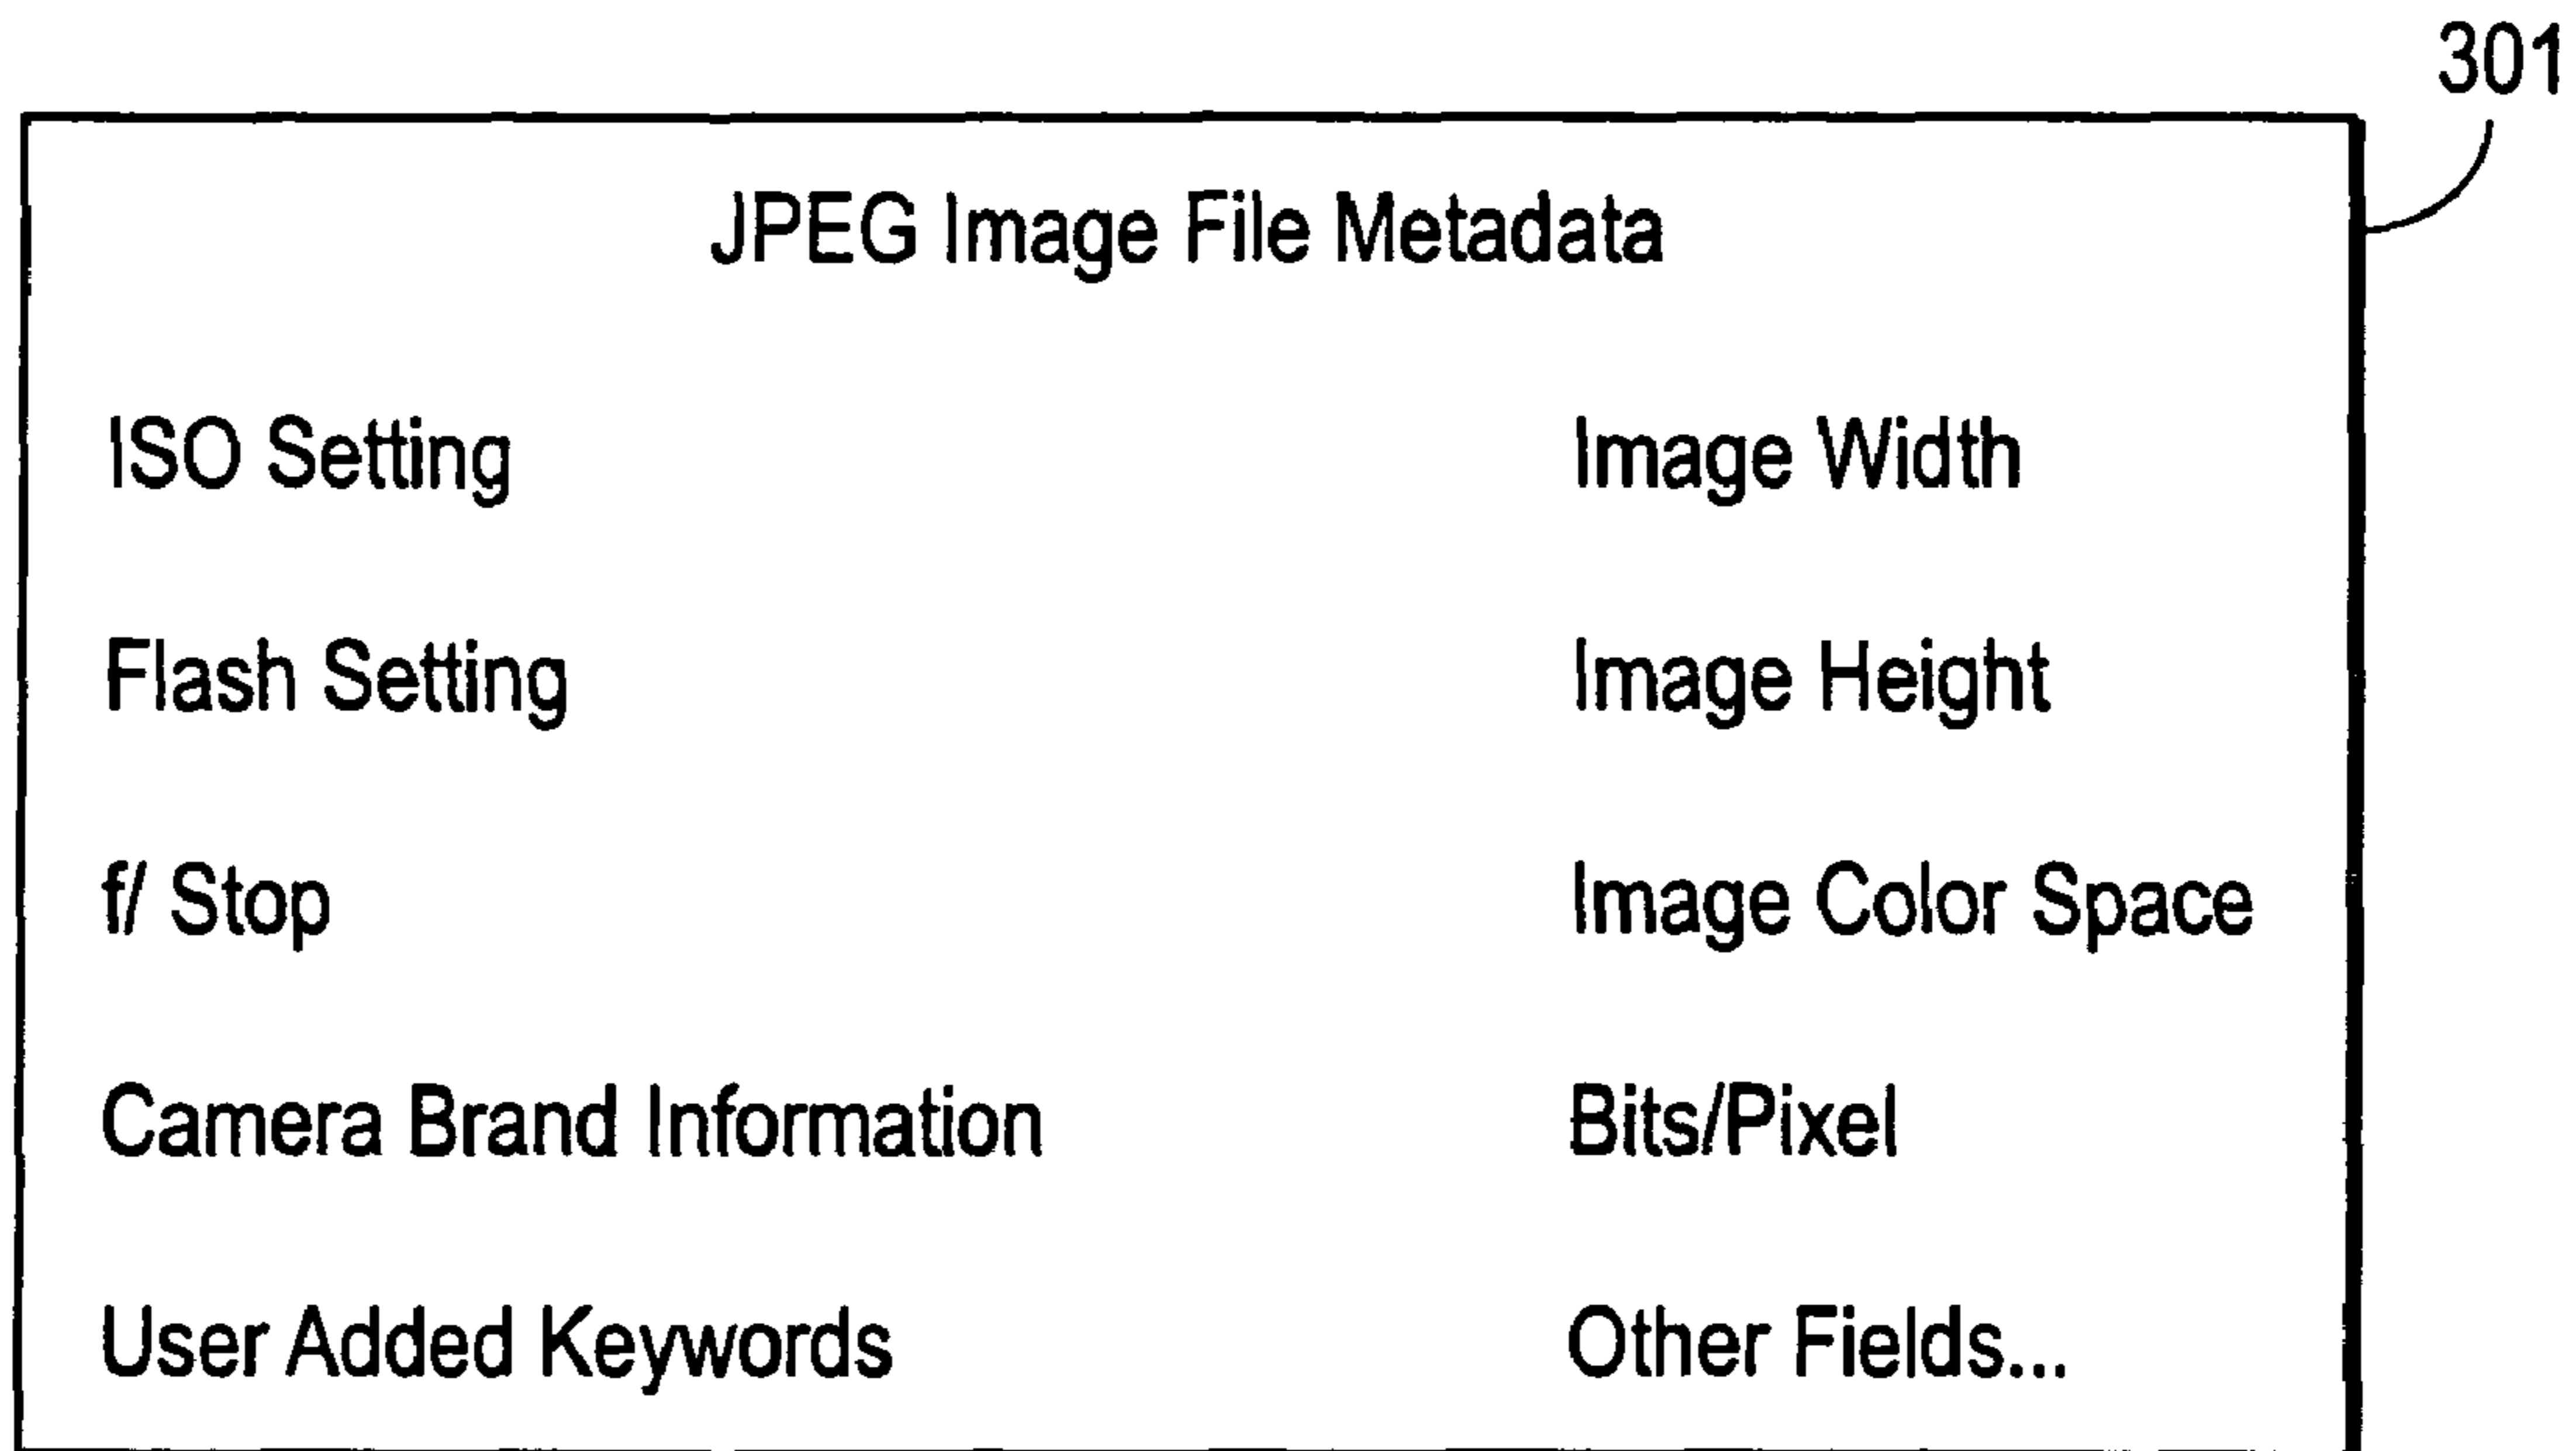 301
JPEG Image File Metadata
ISO Setting Image Width
Flash Setting Image Height
f/ Stop Image Color Space
Camera Brand Information Bits/Pixel
User Added Keywords Other Fields...